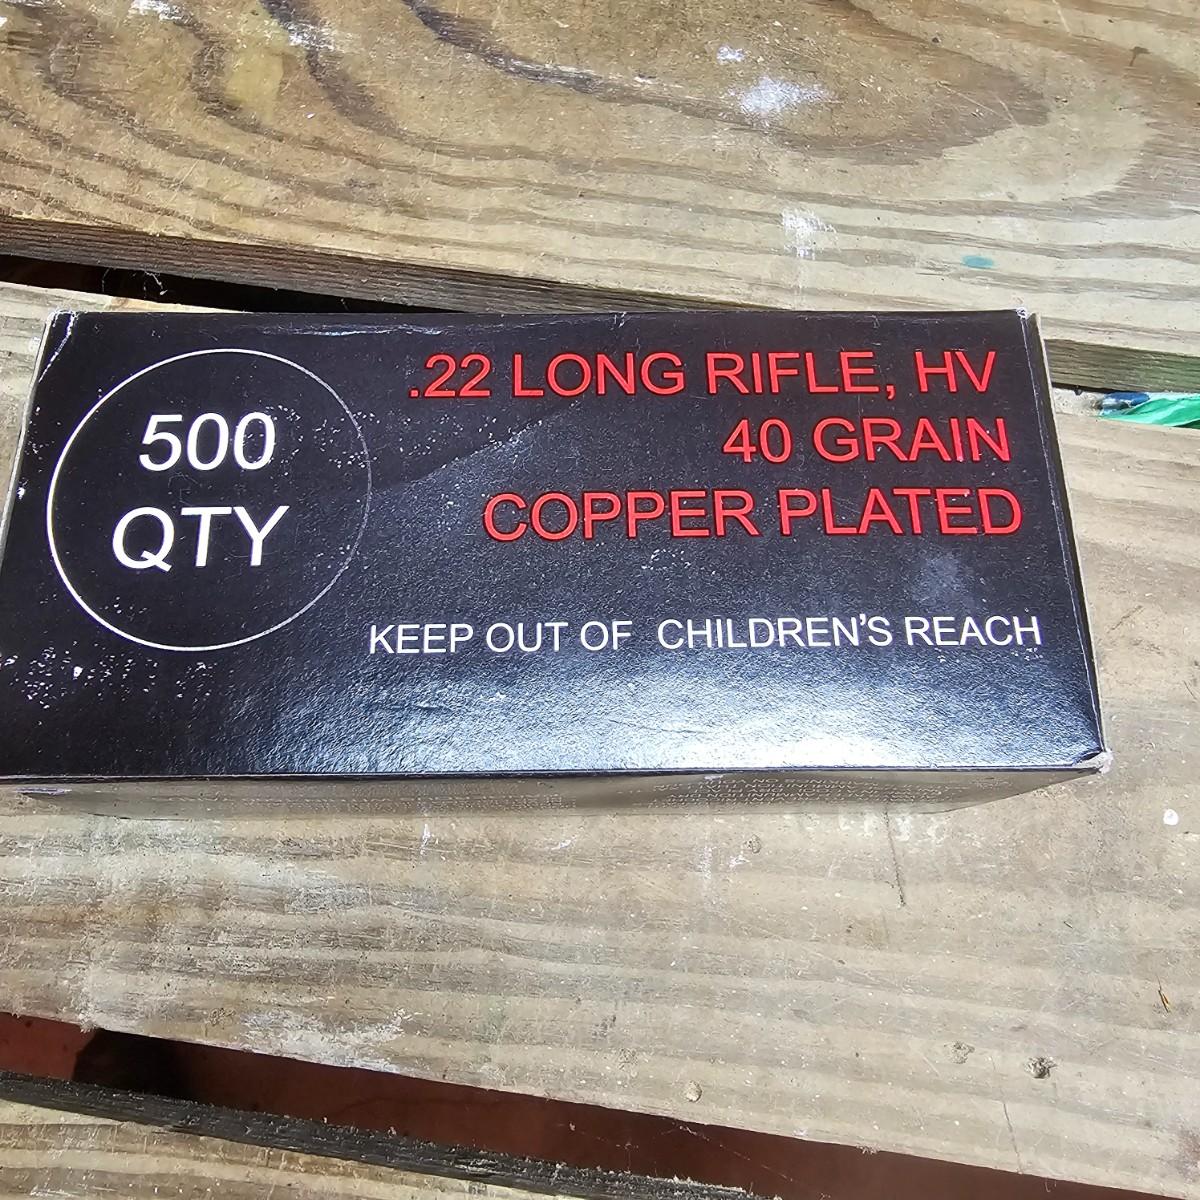 500
QTY
.22 LONG RIFLE, HV
40 GRAIN
COPPER PLATED
KEEP OUT OF CHILDREN'S REACH